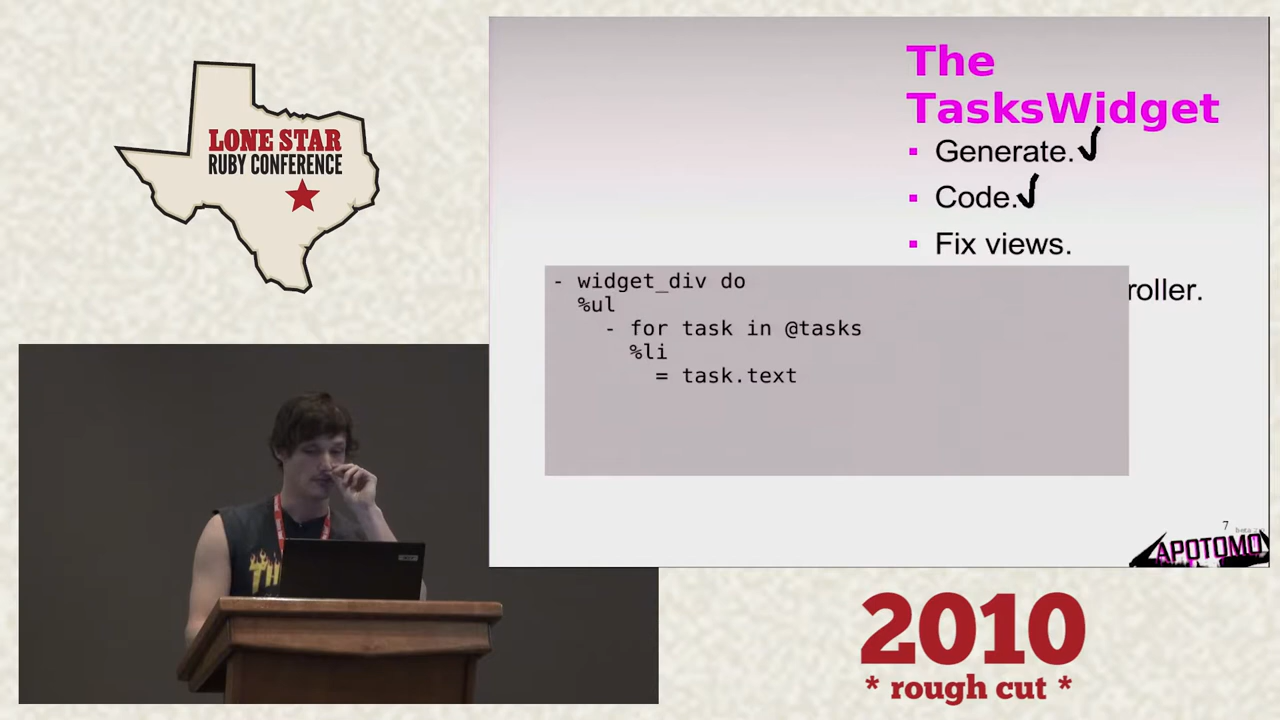 LONE STAR
RUBY CONFERENCE
The
TasksWidget
Generate.
Code.
Fix views.
roller.
- widget_div do
%ul
- for task in @tasks
%li
= task.text
7
APOTOMO
2010
* rough cut *